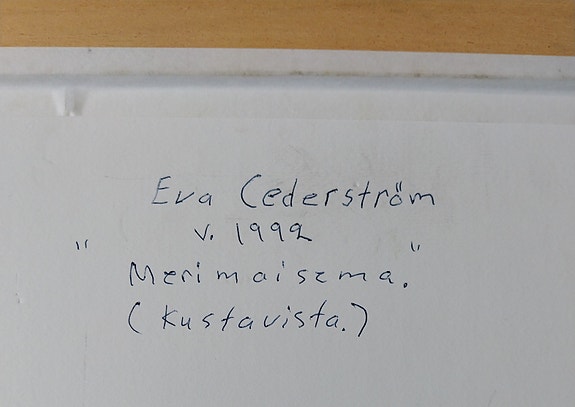 Eva Cederström
v. 1992
"Merimaisema."
(Kustavista.)